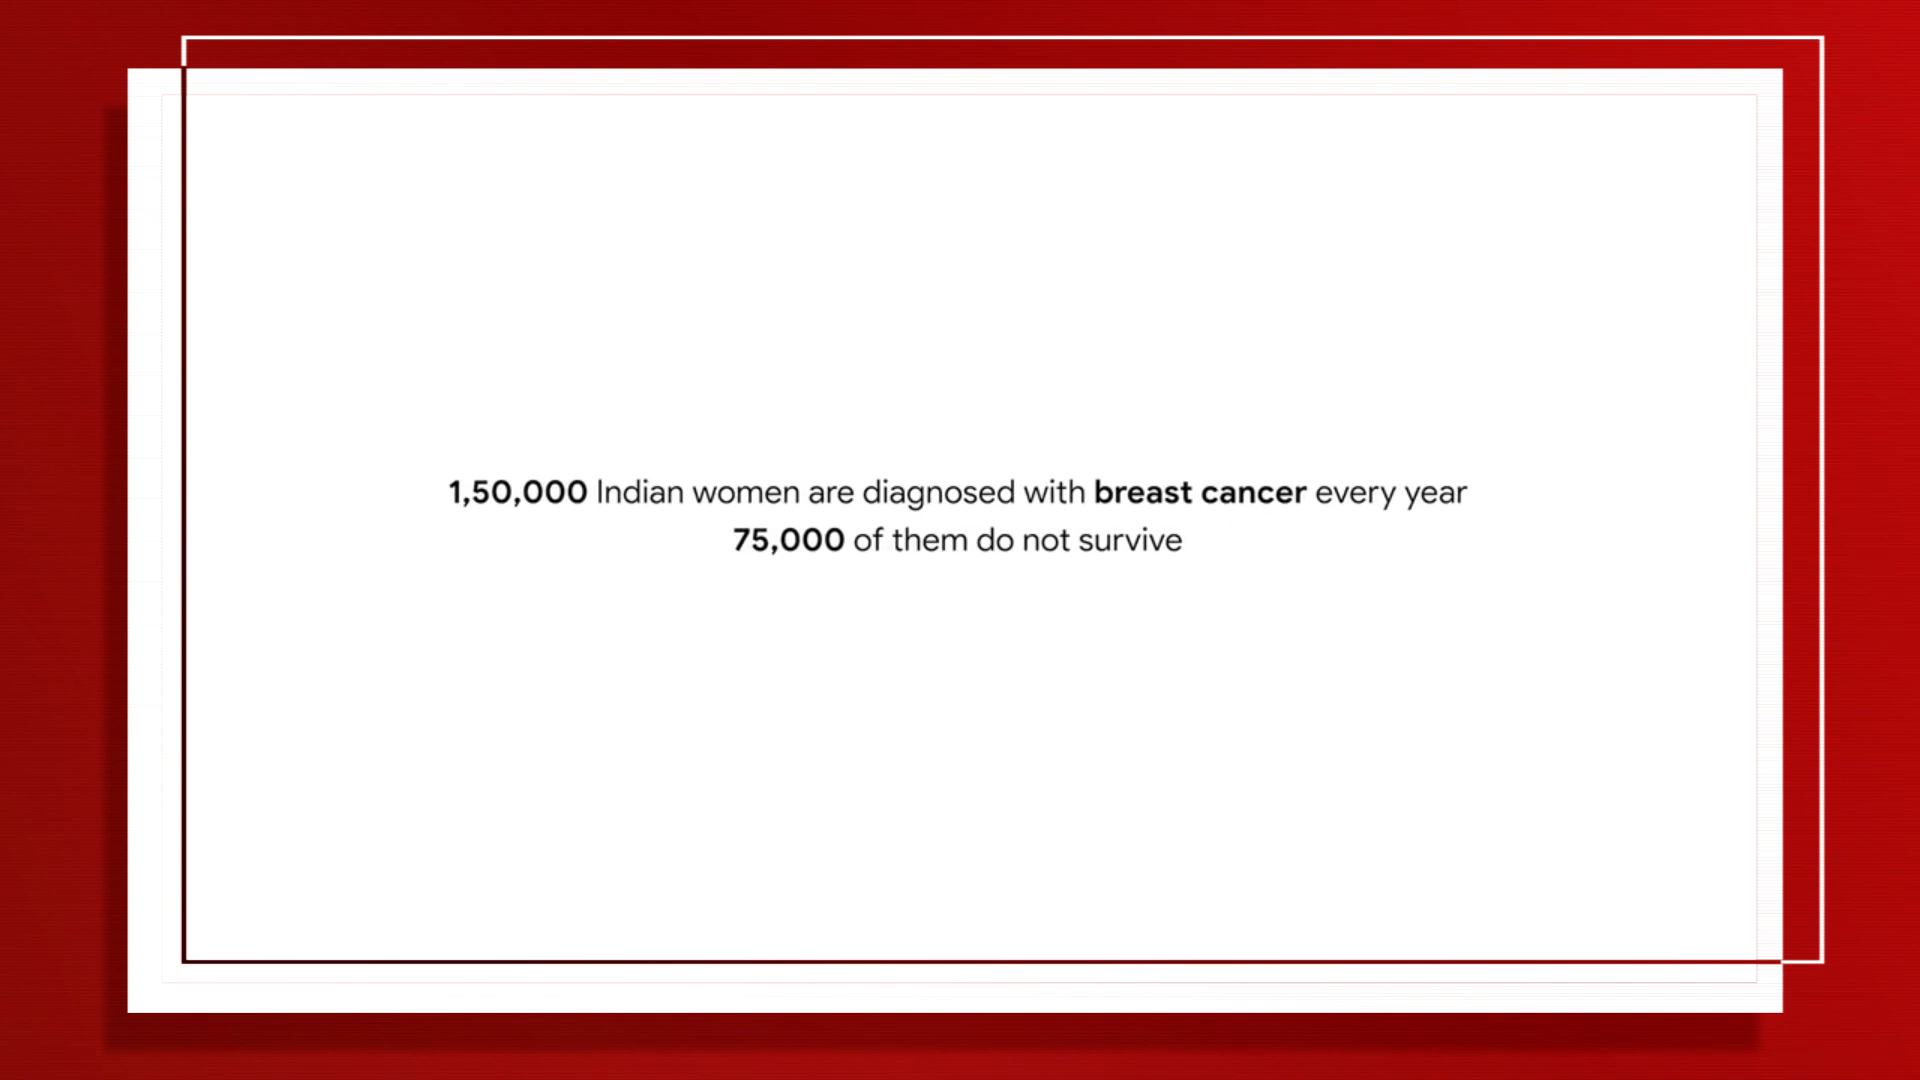 1,50,000 Indian women are diagnosed with breast cancer every year
75,000 of them do not survive